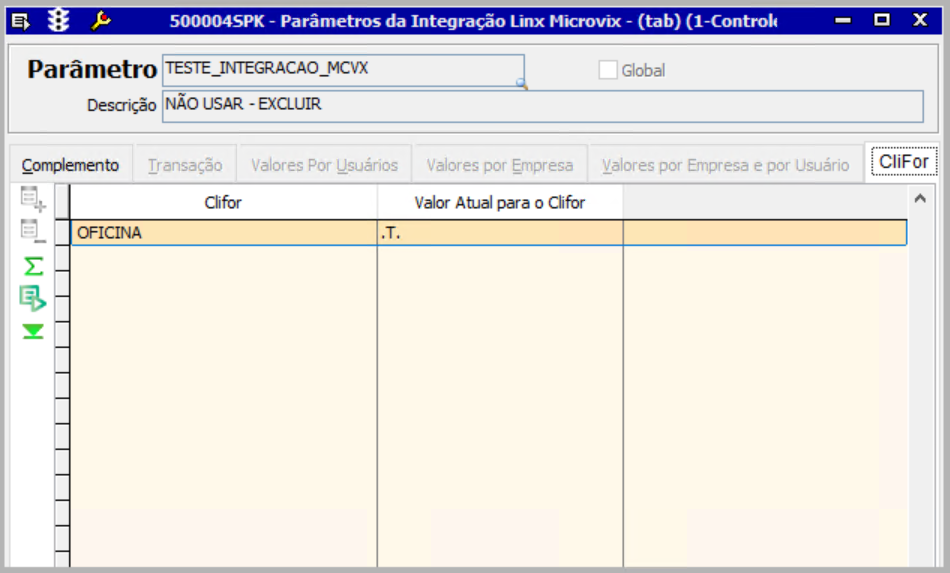 500004SPK - Parâmetros da Integração Linx Microvix - (tab) (1-Controle
Parâmetro TESTE_INTEGRACAO_MCVX Global
Descrição NÃO USAR - EXCLUIR
Complemento Transação Valores Por Usuários Valores por Empresa Valores por Empresa e por Usuário CliFor
Clifor Valor Atual para o Clifor
OFICINA .T.